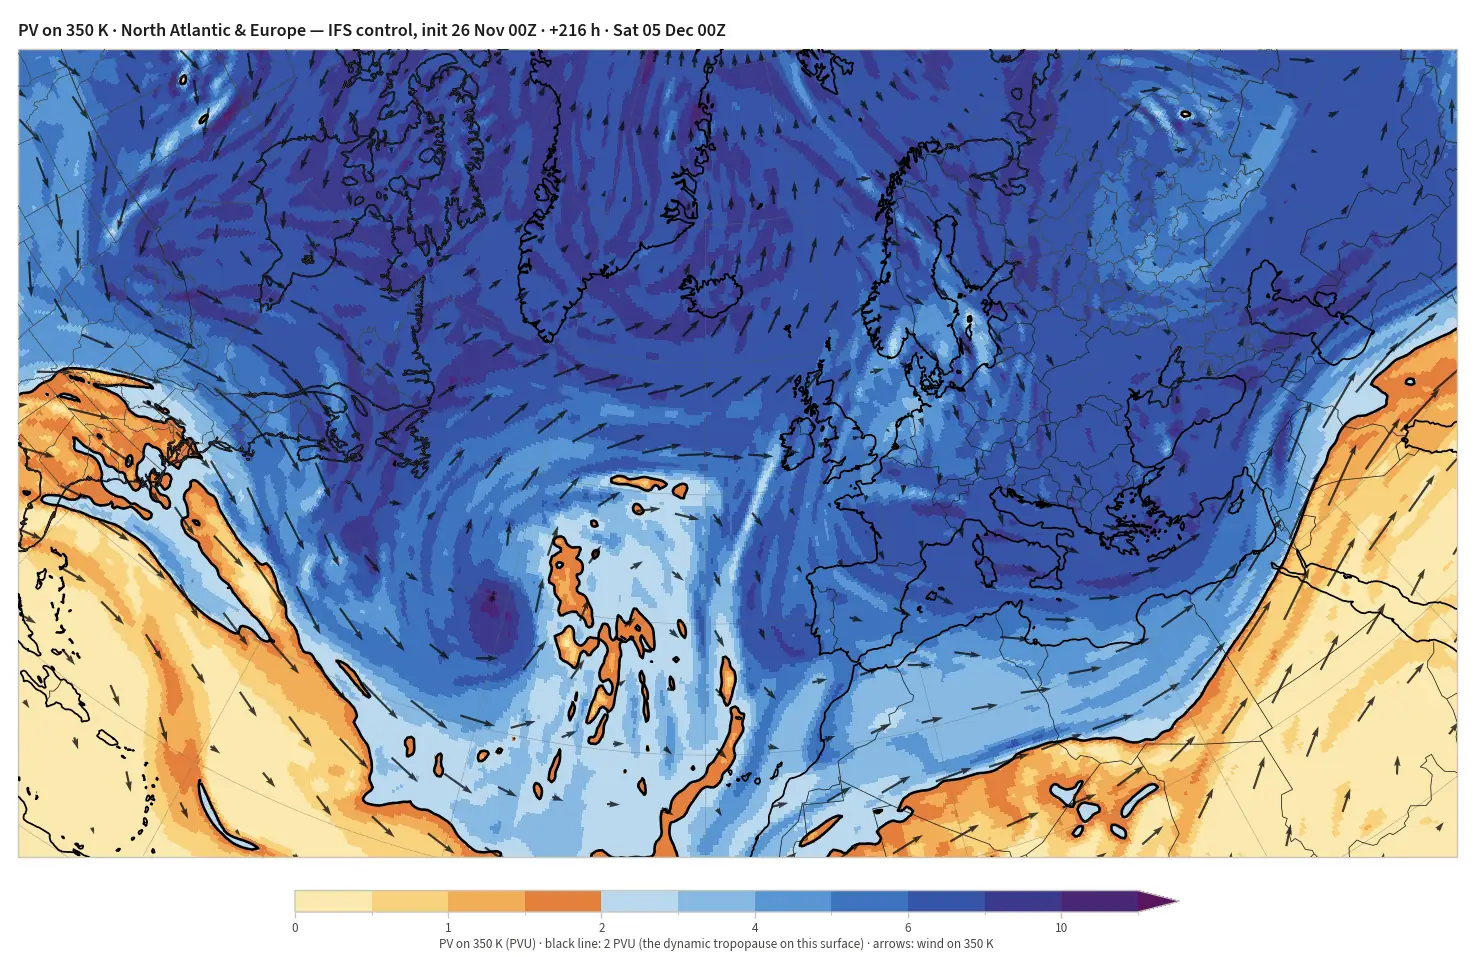 PV on 350 K · North Atlantic & Europe — IFS control, init 26 Nov 00Z · +216 h · Sat 05 Dec 00Z
0 1 2 4 6 10
PV on 350 K (PVU) · black line: 2 PVU (the dynamic tropopause on this surface) · arrows: wind on 350 K